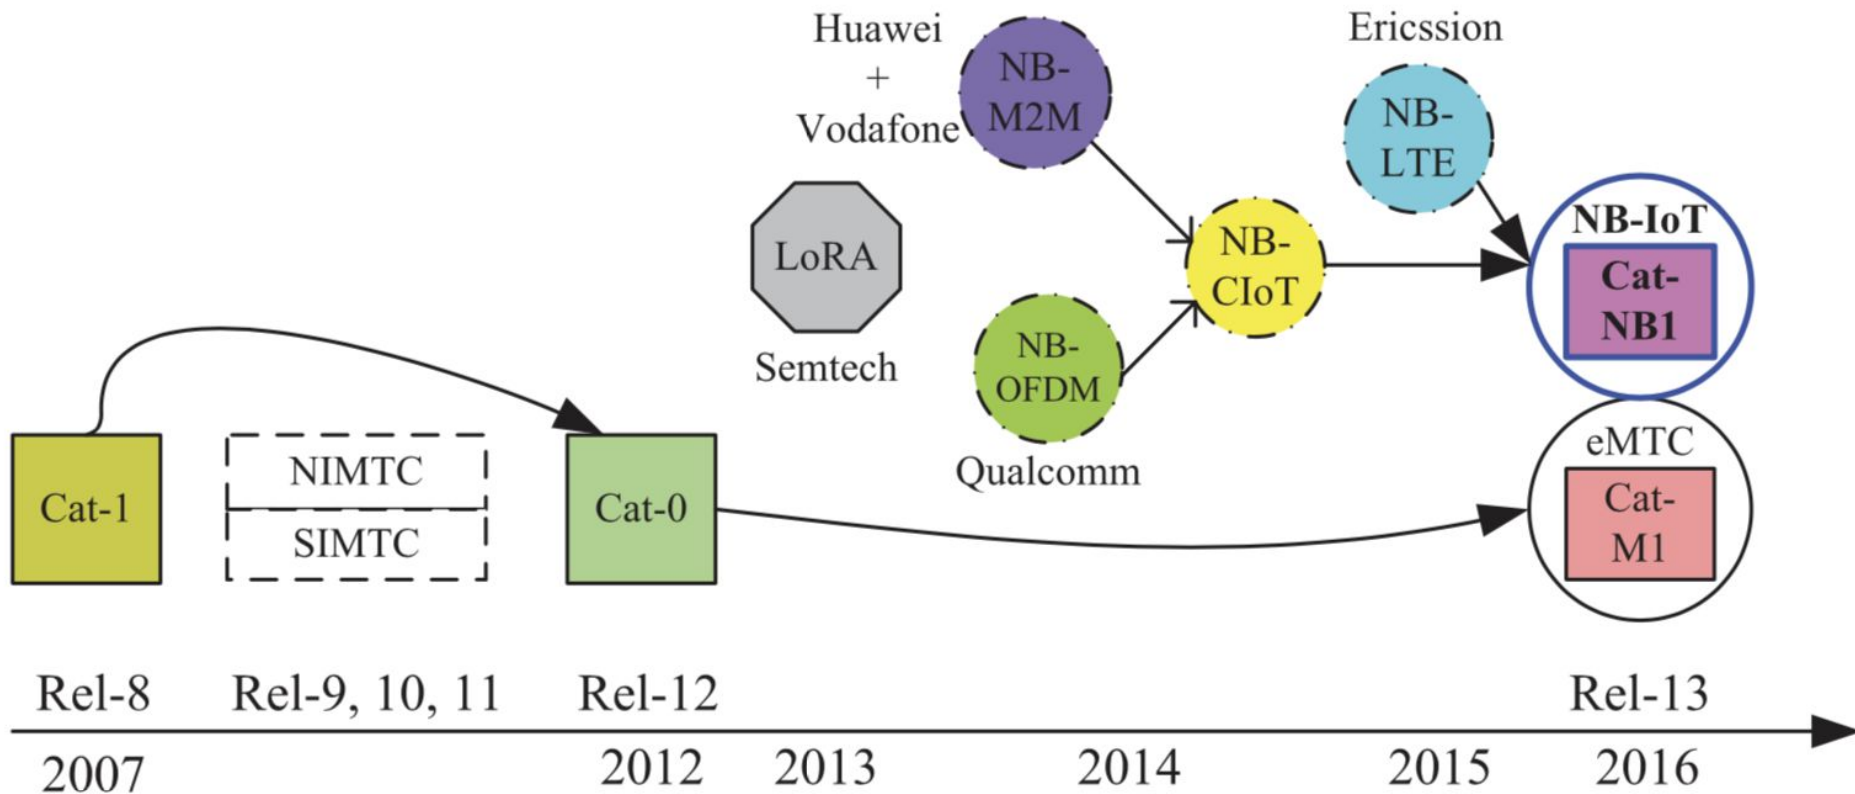 Huawei
+
Vodafone
NB-
M2M
Ericssion
NB-
LTE
LoRA
Semtech
NB-
OFDM
Qualcomm
NB-
CIoT
NB-IoT
Cat-
NB1
eMTC
Cat-
M1
Cat-1
NIMTC
SIMTC
Cat-0
Rel-8
Rel-9, 10, 11
Rel-12
Rel-13
2007
2012
2013
2014
2015
2016